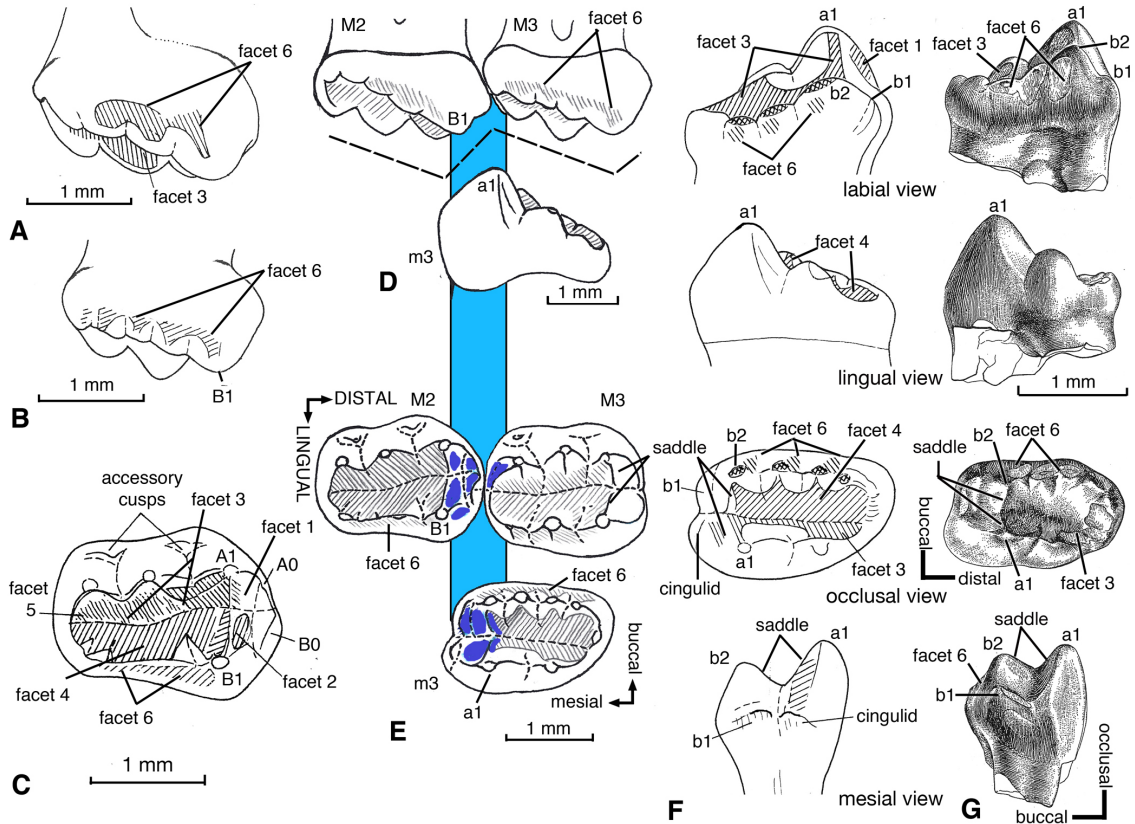 facet 6
facet 3
1 mm
A
facet 6
1 mm
B1
B
accessory
cusps
facet 3
facet 1
A1
A0
facet
5
B0
B1
facet 4
facet 2
facet 6
1 mm
C
M2
M3
facet 6
B1
a1
m3
D
1 mm
DISTAL
LINGUAL
M2
M3
saddle
B1
facet 6
facet 6
buccal
m3
a1
mesial
E
1 mm
a1
facet 3
facet 1
b1
b2
facet 6
labial view
a1
facet 6
facet 3
b2
b1
a1
facet 4
lingual view
a1
1 mm
facet 6
facet 4
b2
b1
a1
cingulid
facet 3
occlusal view
saddle
b2
facet 6
buccal
distal
a1
facet 3
saddle
a1
b2
b1
cingulid
mesial view
F
saddle
a1
b2
facet 6
b1
occlusal
buccal
G